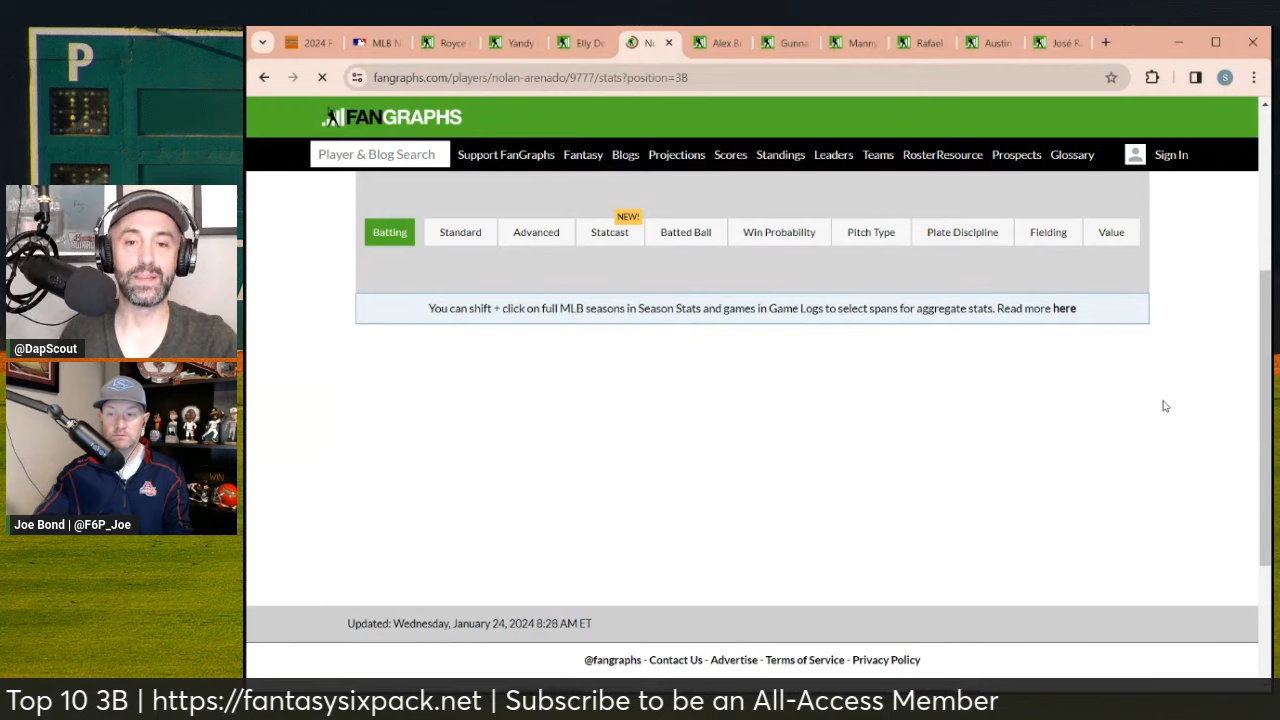 P
2024 F
MLB N
Royce
Yandy
Elly De
No
Alex B
Gunna
Manny
Rafael
Austin
José R
fangraphs.com/players/nolan-arenado/9777/stats?position=3B
S
FANGRAPHS
Player & Blog Search
Support FanGraphs Fantasy Blogs Projections Scores Standings Leaders Teams RosterResource Prospects Glossary Sign In
NEW!
Batting Standard Advanced Statcast Batted Ball Win Probability Pitch Type Plate Discipline Fielding Value
You can shift + click on full MLB seasons in Season Stats and games in Game Logs to select spans for aggregate stats. Read more here
@DapScout
WIN
Joe Bond | @F6P_Joe
Updated: Wednesday, January 24, 2024 8:28 AM ET
@fangraphs - Contact Us - Advertise - Terms of Service - Privacy Policy
Top 10 3B | https://fantasysixpack.net | Subscribe to be an All-Access Member